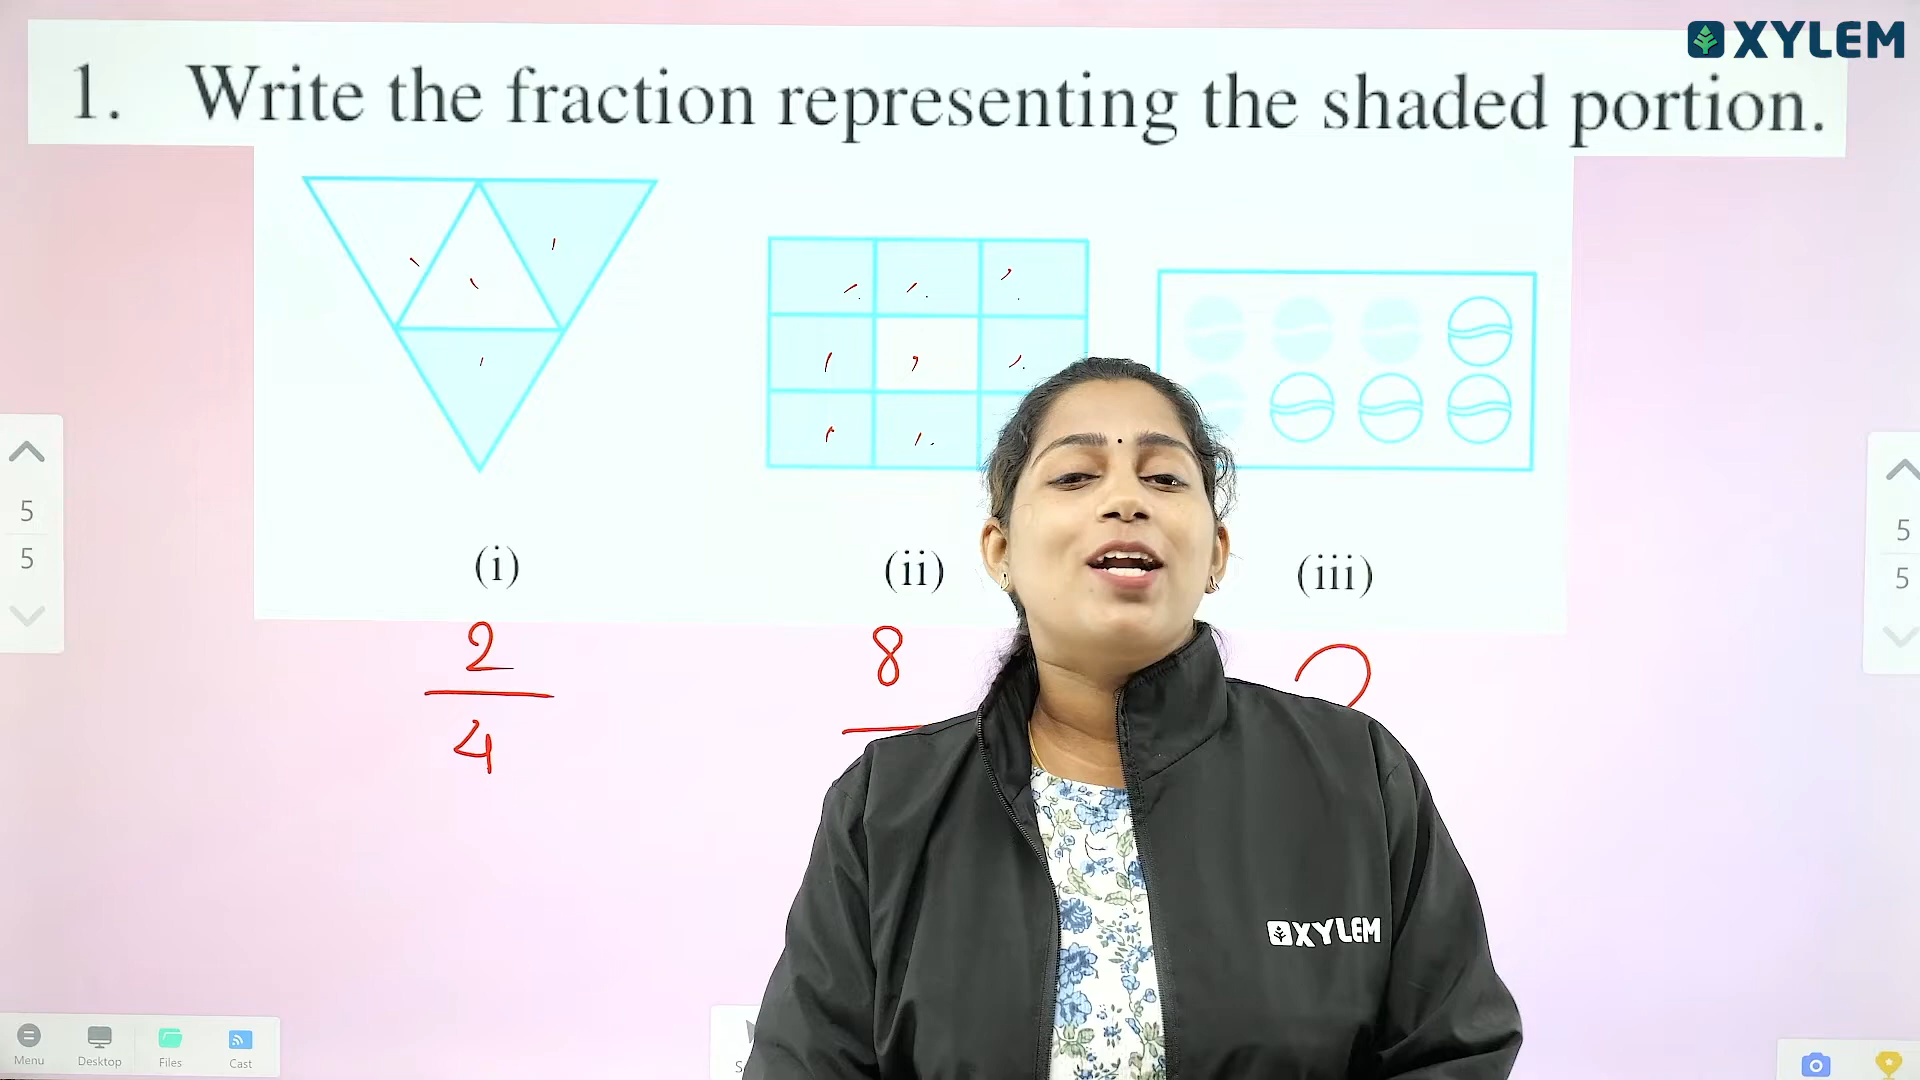 XYLEM
1. Write the fraction representing the shaded portion.
(i) (ii) (iii)
2 8 ?
4
5 5
5 5
XYLEM
Menu Desktop Files Cast